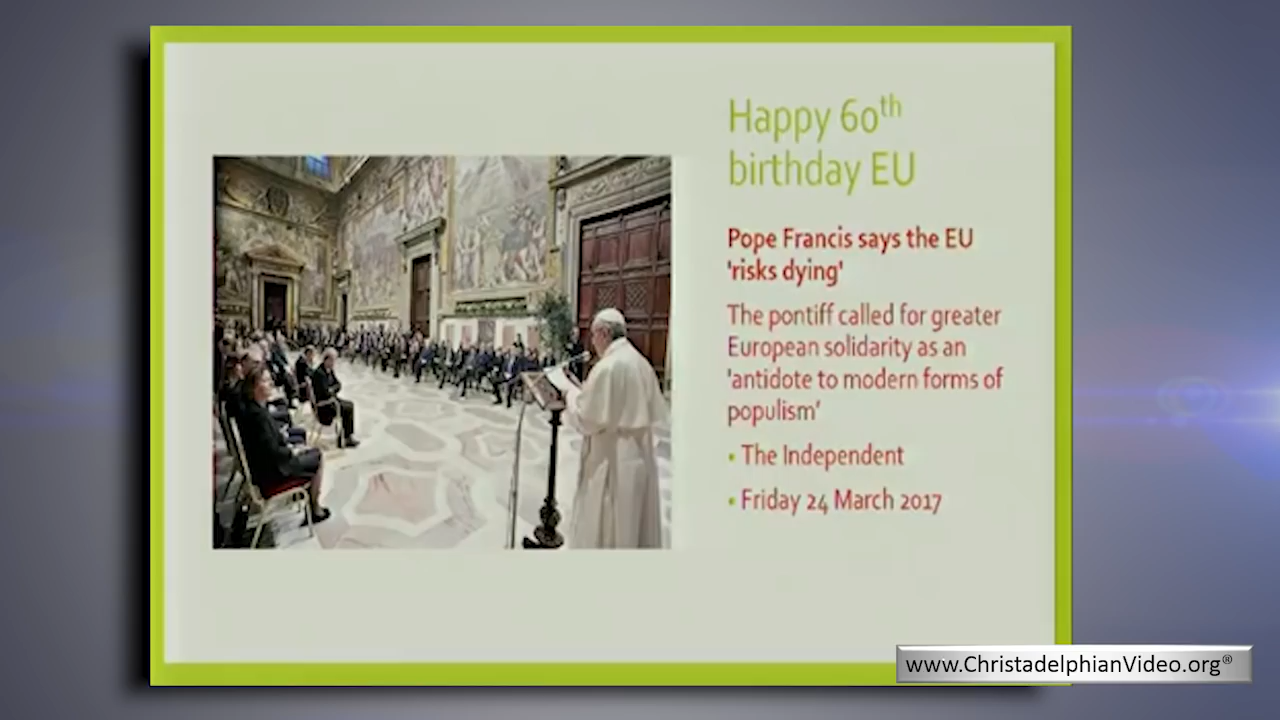 Happy 60th
birthday EU
Pope Francis says the EU
'risks dying'
The pontiff called for greater
European solidarity as an
'antidote to modern forms of
populism'
• The Independent
• Friday 24 March 2017
www.ChristadelphianVideo.org®